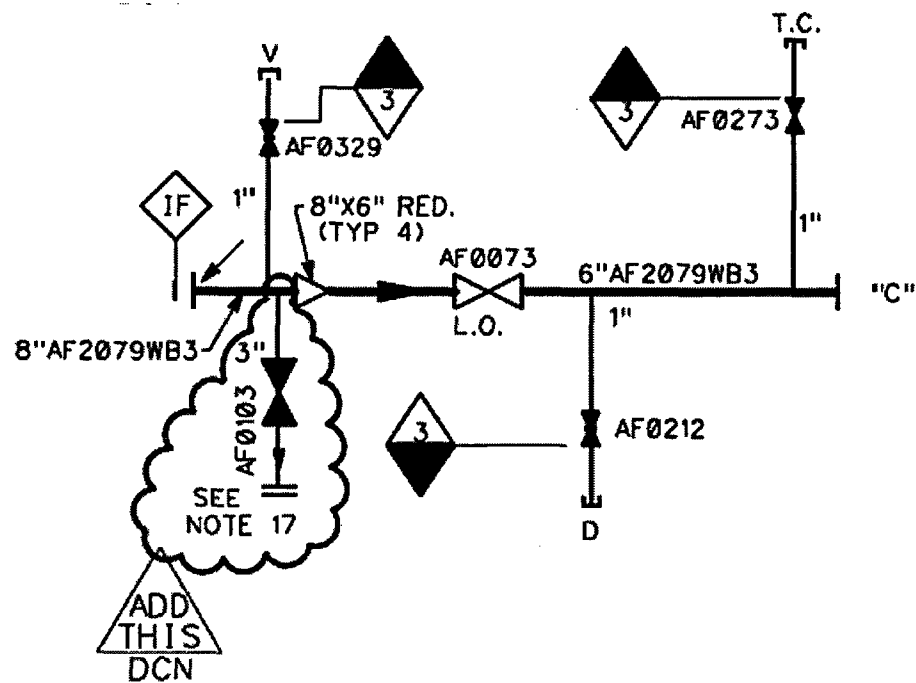 T.C.
V
3
3
AF0329
AF0273
1"
IF
8"X6" RED.
(TYP 4)
1"
AF0073
6"AF2079WB3
"C"
L.O.
1"
8"AF2079WB3
3"
AF0103
3
AF0212
SEE
NOTE 17
D
ADD
THIS
DCN